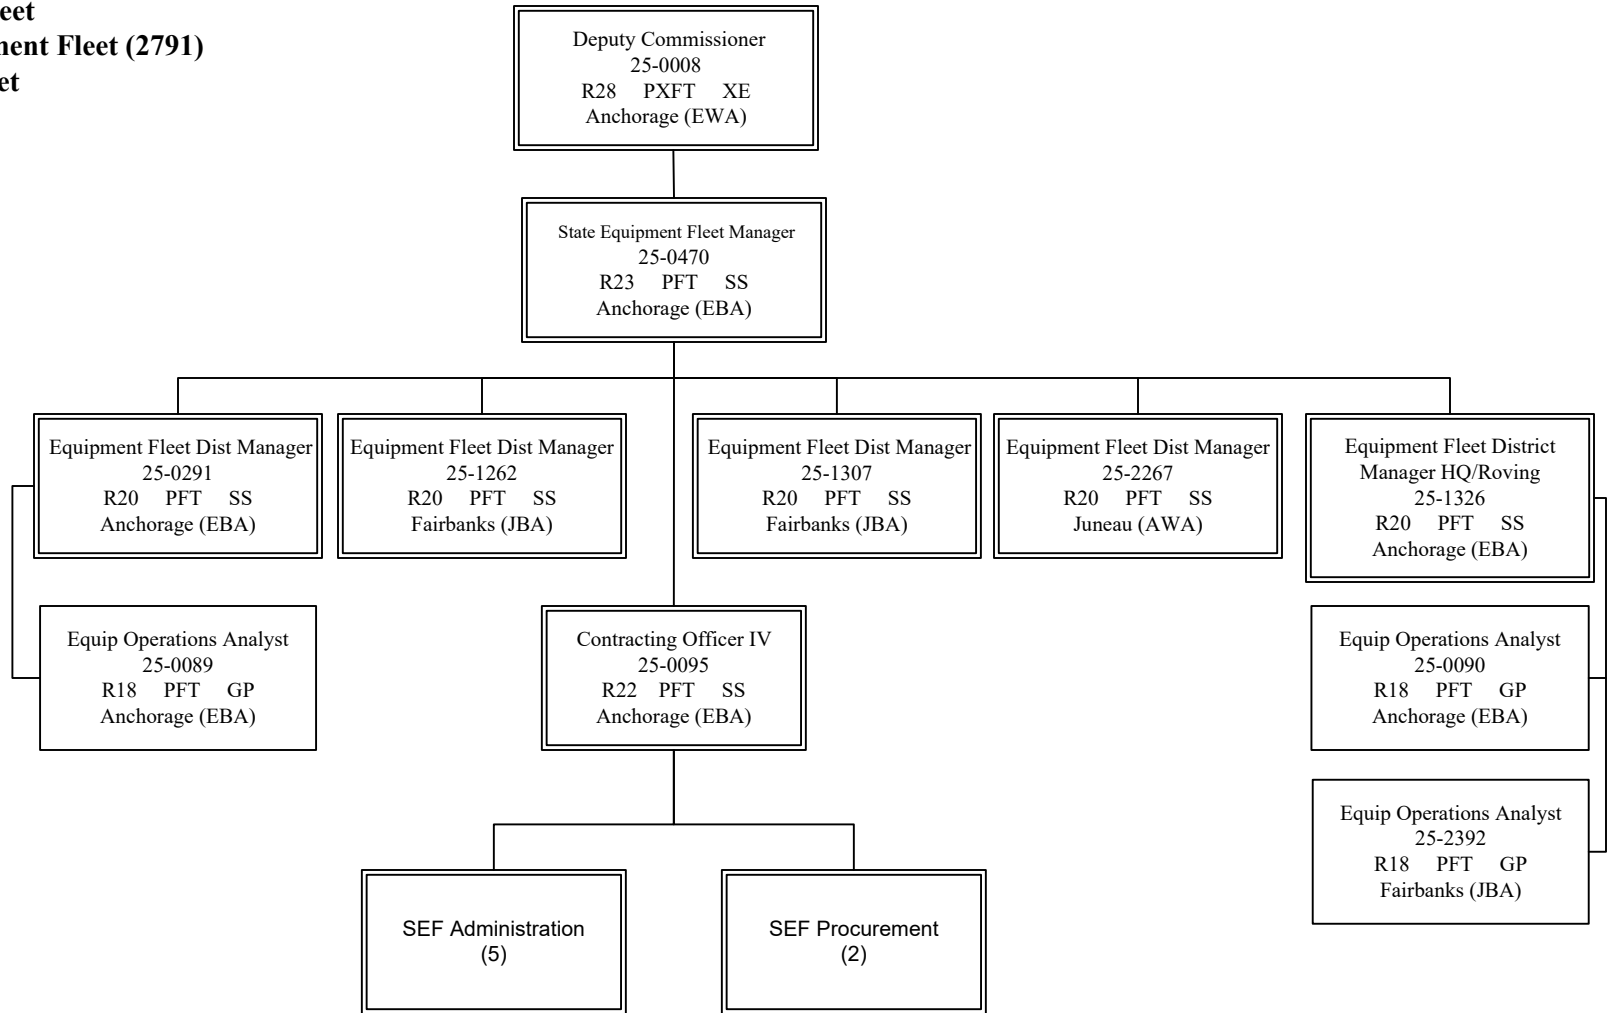 Fleet (2791)
Deputy Commissioner
25-0008
R28 PXFT XE
Anchorage (EWA)
State Equipment Fleet Manager
25-0470
R23 PFT SS
Anchorage (EBA)
Equipment Fleet Dist Manager
25-0291
R20 PFT SS
Anchorage (EBA)
Equipment Fleet Dist Manager
25-1262
R20 PFT SS
Fairbanks (JBA)
Equipment Fleet Dist Manager
25-1307
R20 PFT SS
Fairbanks (JBA)
Equipment Fleet Dist Manager
25-2267
R20 PFT SS
Juneau (AWA)
Equipment Fleet District
Manager HQ/Roving
25-1326
R20 PFT SS
Anchorage (EBA)
Equip Operations Analyst
25-0089
R18 PFT GP
Anchorage (EBA)
Contracting Officer IV
25-0095
R22 PFT SS
Anchorage (EBA)
Equip Operations Analyst
25-0090
R18 PFT GP
Anchorage (EBA)
Equip Operations Analyst
25-2392
R18 PFT GP
Fairbanks (JBA)
SEF Administration
(5)
SEF Procurement
(2)